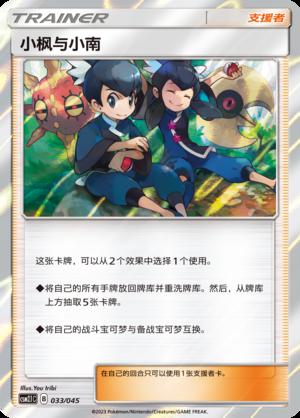 TRAINER
支援者
小枫与小南
这张卡牌，可以从2个效果中选择1个使用。
◆将自己的所有手牌放回牌库并重洗牌库。然后，从牌库
上方抽取5张卡牌。
◆将自己的战斗宝可梦与备战宝可梦互换。
Illus.You Iribi
在自己的回合只可以使用1张支援者卡。
033/045
©2023 Pokémon/Nintendo/Creatures/GAME FREAK.